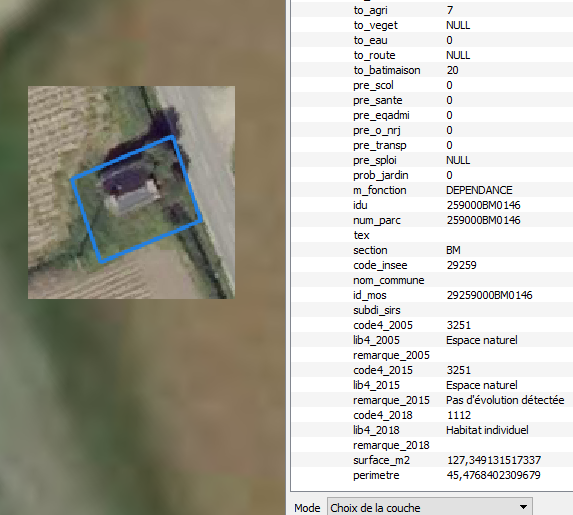 to_agri 7
to_veget NULL
to_eau 0
to_route NULL
to_batimaison 20
pre_scol 0
pre_sante 0
pre_eqadmi 0
pre_o_nrj 0
pre_transp 0
pre_sploi NULL
prob_jardin 0
m_fonction DEPENDANCE
idu 259000BM0146
num_parc 259000BM0146
tex
section BM
code_insee 29259
nom_commune
id_mos 29259000BM0146
subdi_sirs
code4_2005 3251
lib4_2005 Espace naturel
remarque_2005
code4_2015 3251
lib4_2015 Espace naturel
remarque_2015 Pas d'évolution détectée
code4_2018 1112
lib4_2018 Habitat individuel
remarque_2018
surface_m2 127,349131517337
perimetre 45,4768402309679
Mode Choix de la couche